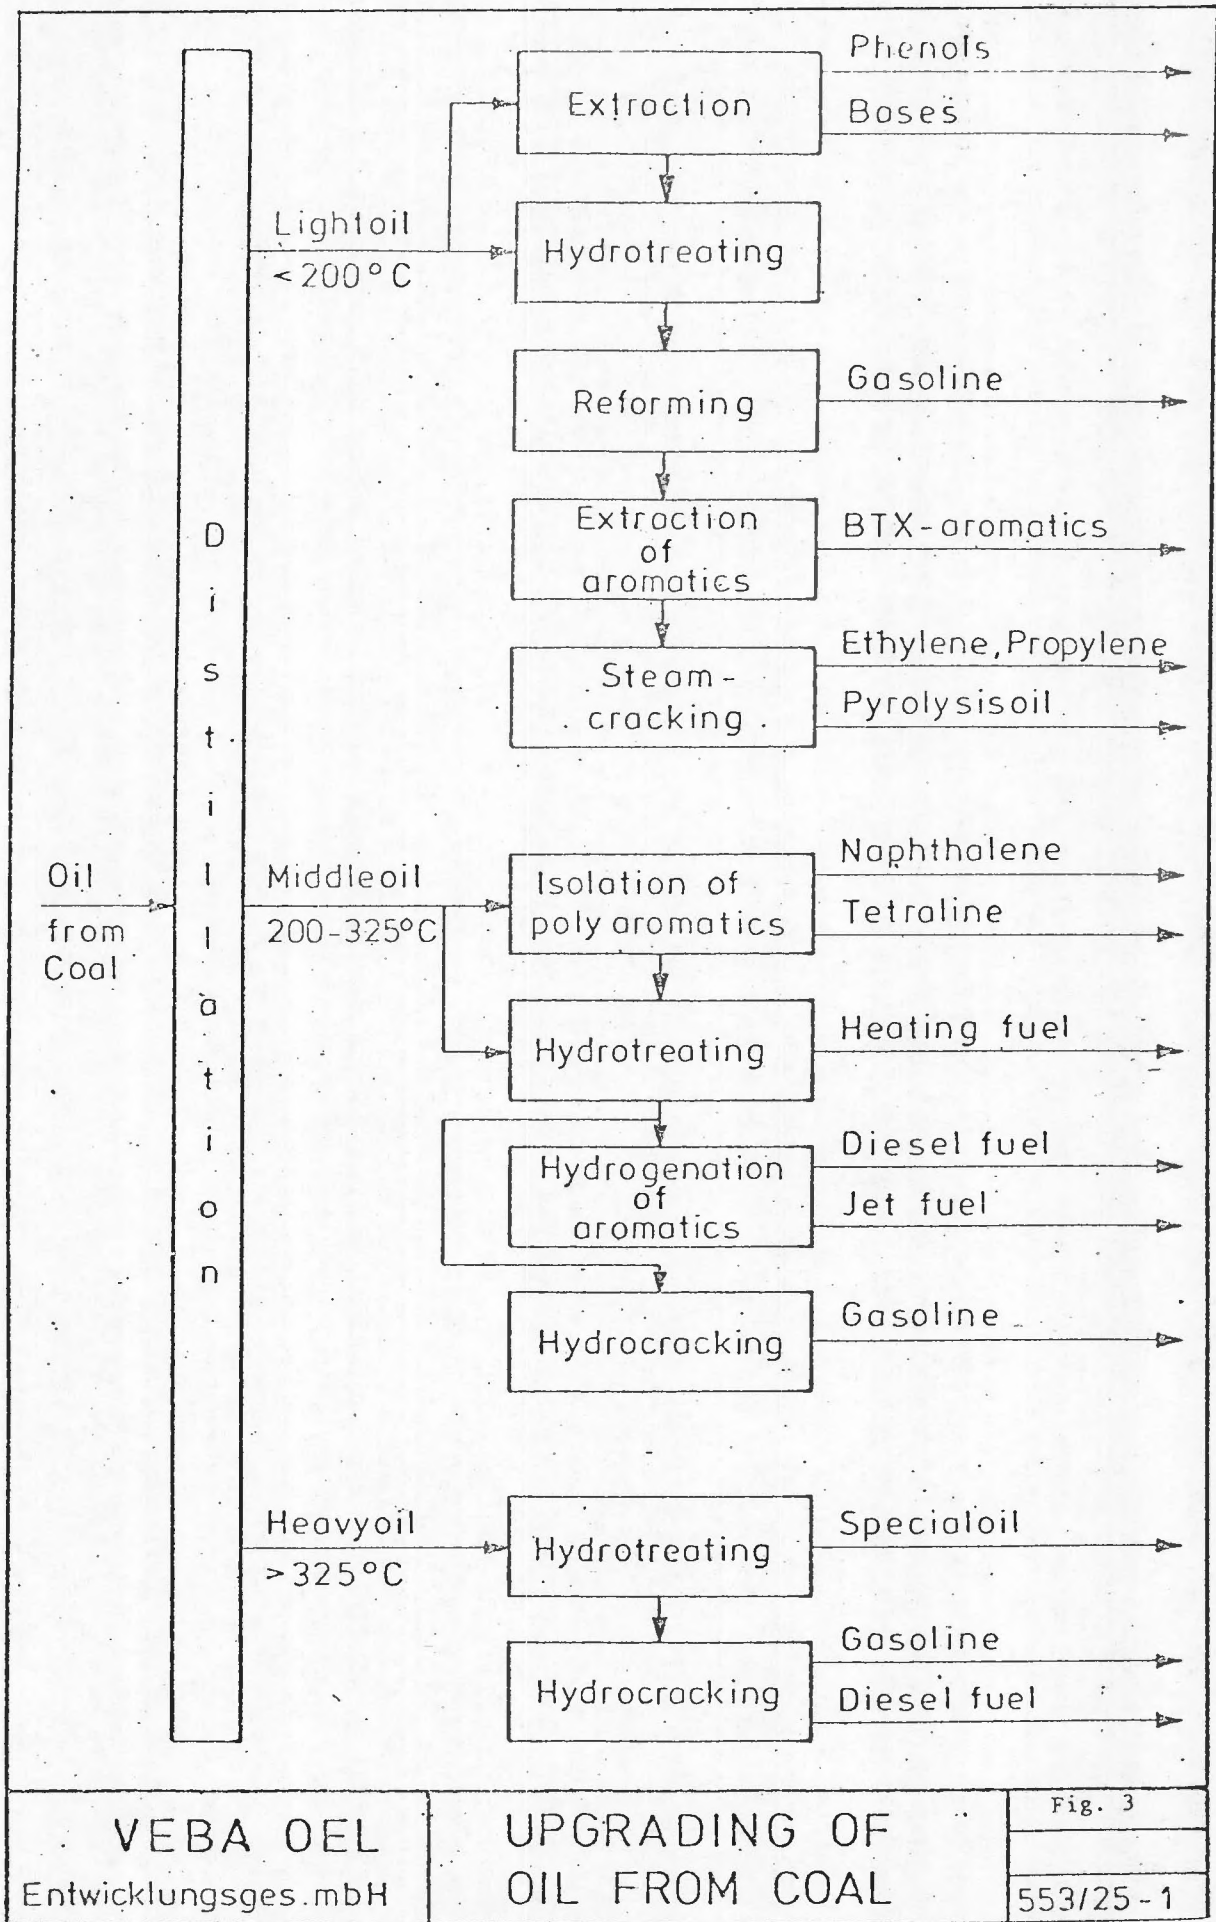 Phenols
Extraction
Bases
Lightoil
<200°C
Hydrotreating
Reforming
Gasoline
Extraction
of
aromatics
BTX-aromatics
Steam-
cracking
Ethylene, Propylene
Pyrolysisoil
Distillation
Oil
from
Coal
Middleoil
200-325°C
Isolation of
poly aromatics
Naphthalene
Tetraline
Hydrotreating
Heating fuel
Hydrogenation
of
aromatics
Diesel fuel
Jet fuel
Hydrocracking
Gasoline
Heavyoil
>325°C
Hydrotreating
Specialoil
Hydrocracking
Gasoline
Diesel fuel
VEBA OEL
Entwicklungsges.mbH
UPGRADING OF
OIL FROM COAL
Fig. 3
553/25-1